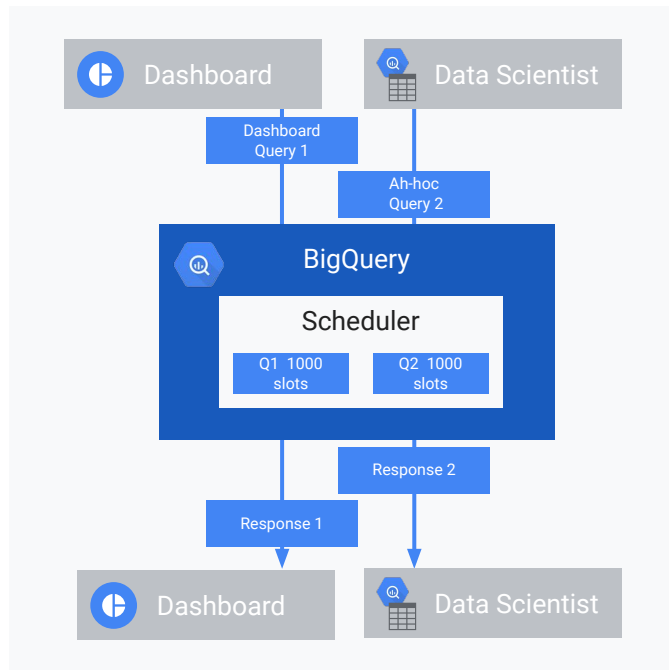 Dashboard
Data Scientist
Dashboard
Query 1
Ah-hoc
Query 2
BigQuery
Scheduler
Q1 1000
slots
Q2 1000
slots
Response 2
Response 1
Dashboard
Data Scientist